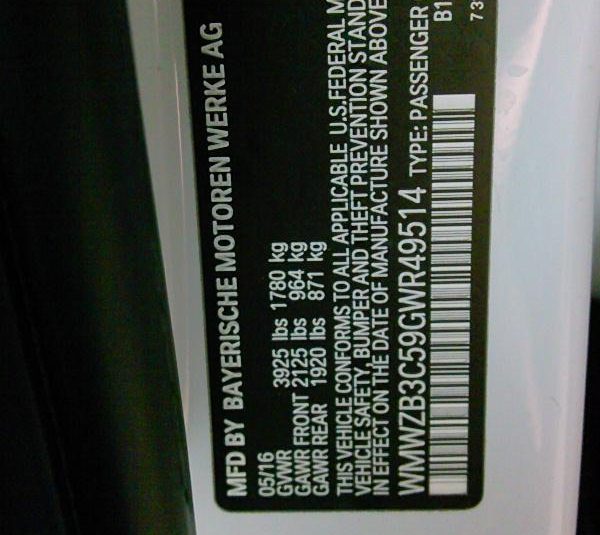 MFD BY BAYERISCHE MOTOREN WERKE AG
05/16
GVWR 3925 lbs 1780 kg
GAWR FRONT 2125 lbs 964 kg
GAWR REAR 1920 lbs 871 kg
THIS VEHICLE CONFORMS TO ALL APPLICABLE U.S.FEDERAL M
VEHICLE SAFETY, BUMPER AND THEFT PREVENTION STAND
IN EFFECT ON THE DATE OF MANUFACTURE SHOWN ABOVE
WMWZB3C59GWR49514 TYPE: PASSENGER
B1
73